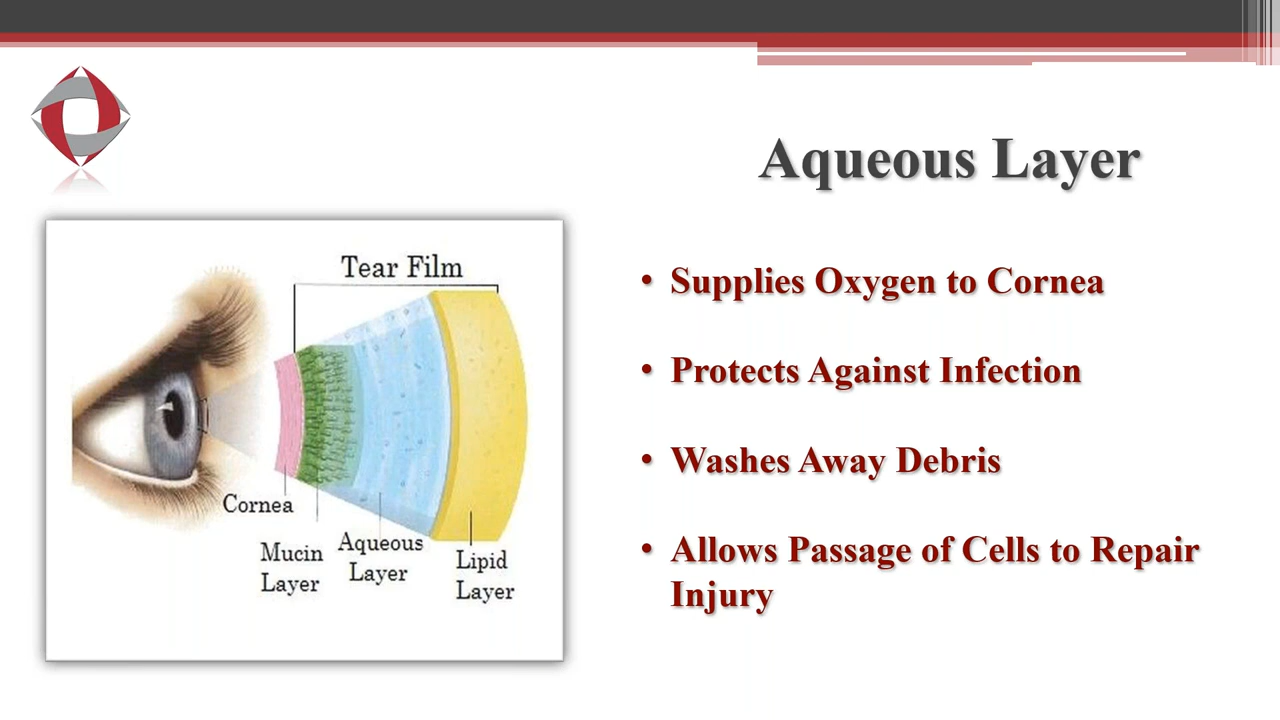 Aqueous Layer
Tear Film
Cornea
Mucin
Layer
Aqueous
Layer
Lipid
Layer
• Supplies Oxygen to Cornea
• Protects Against Infection
• Washes Away Debris
• Allows Passage of Cells to Repair
Injury